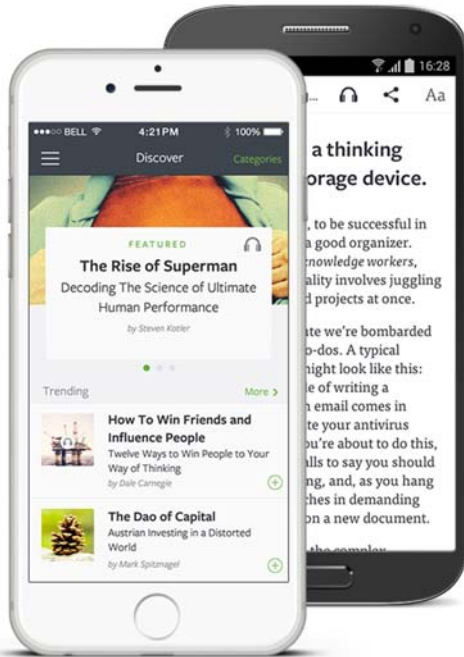 BELL 4:21PM 100%
Discover Categories
FEATURED
The Rise of Superman
Decoding The Science of Ultimate
Human Performance
by Steven Kotler
Trending More >
How To Win Friends and
Influence People
Twelve Ways to Win People to Your
Way of Thinking
by Dale Carnegie
The Dao of Capital
Austrian Investing in a Distorted
World
by Mark Spitznagel
16:28
Aa
a thinking
orage device.
, to be successful in
a good organizer.
knowledge workers,
ality involves juggling
d projects at once.
te we're bombarded
o-dos. A typical
ight look like this:
le of writing a
n email comes in
te your antivirus
ou're about to do this,
alls to say you should
ng, and, as you hang
ches in demanding
on a new document.
the complex